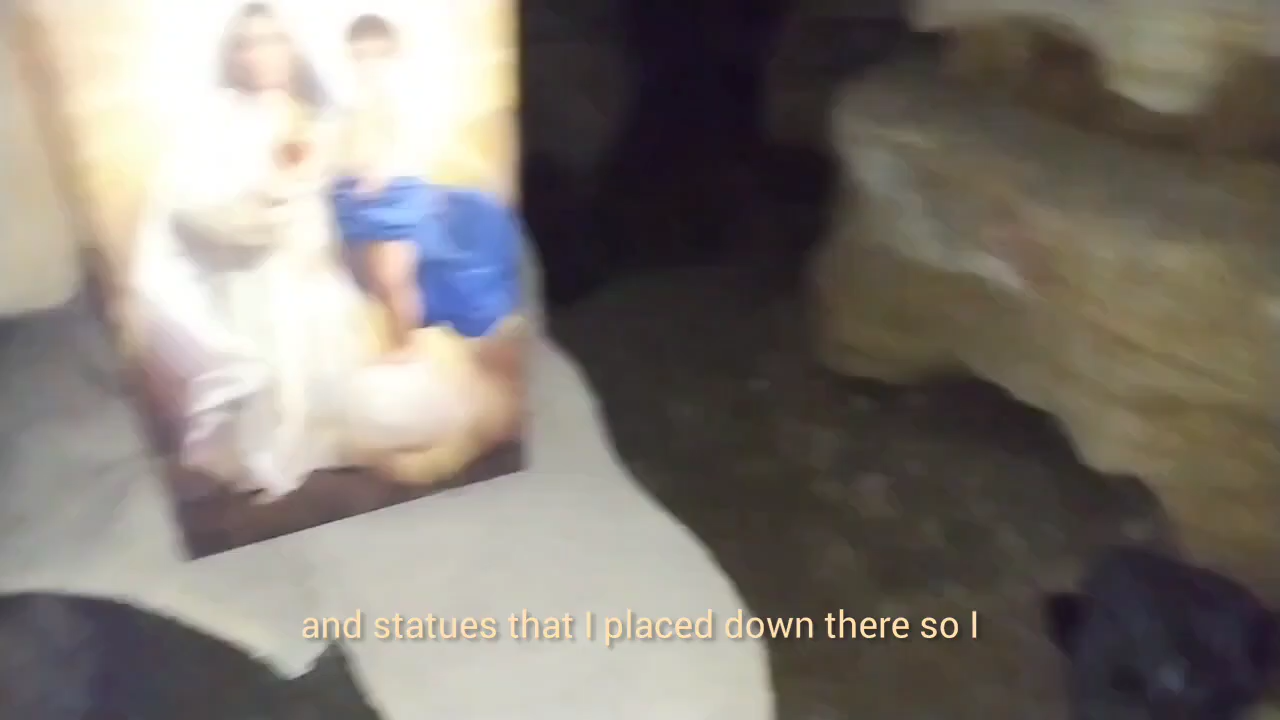 and statues that I placed down there so I